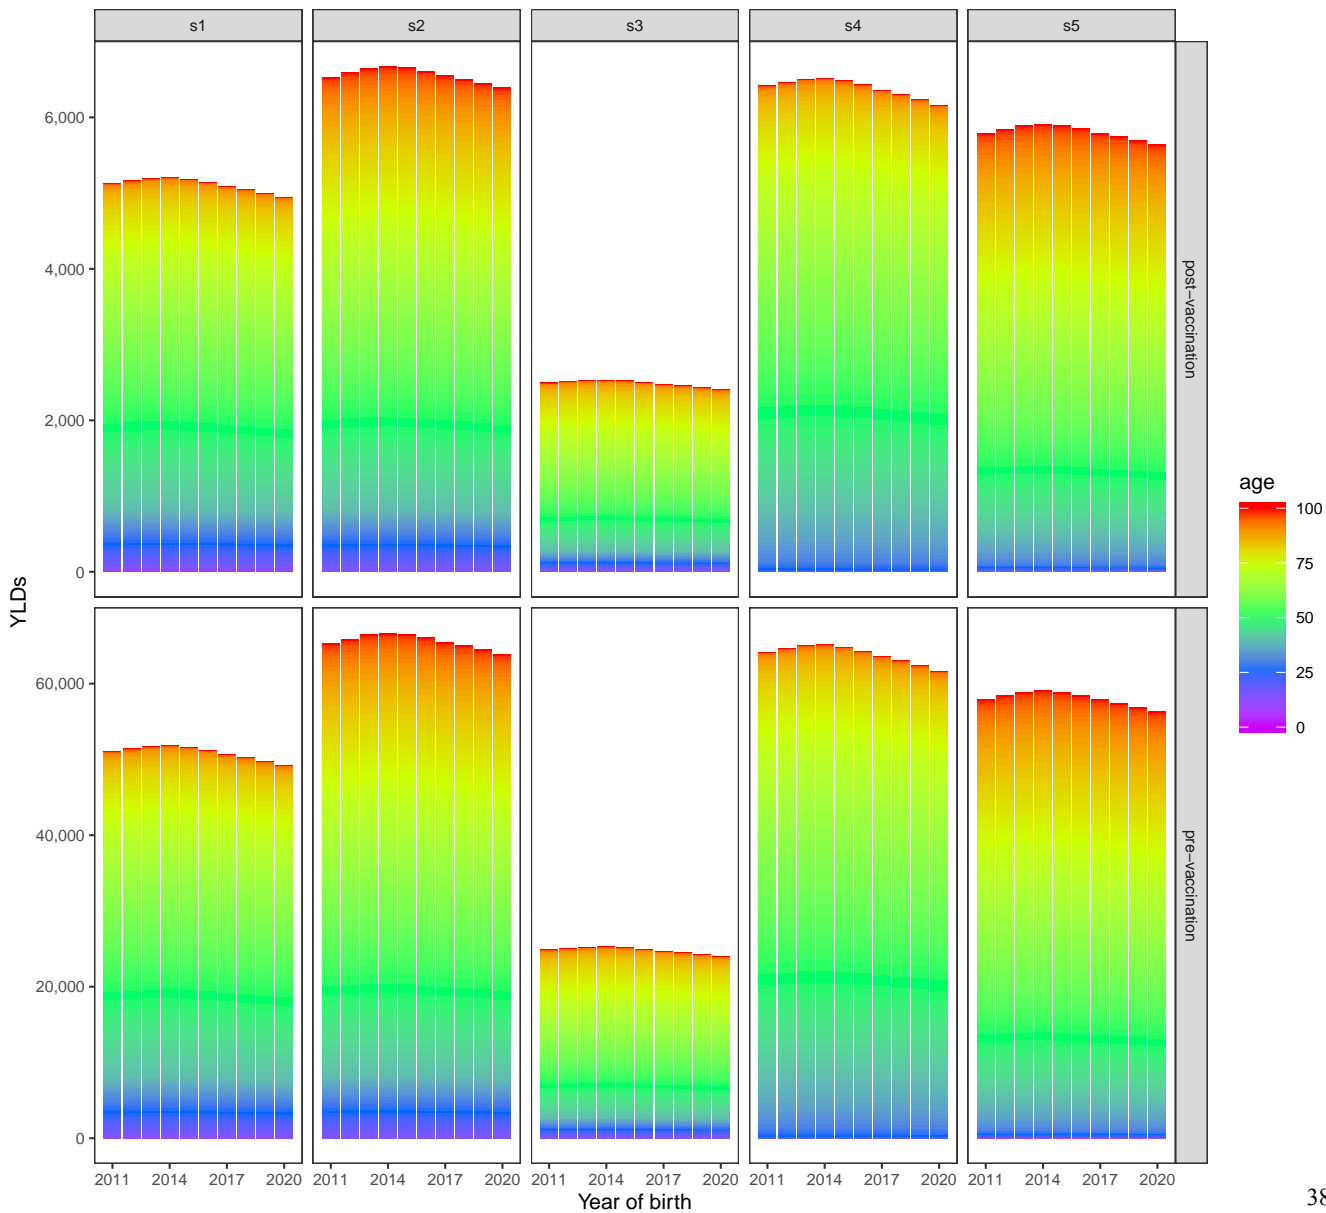 s1 s2 s3 s4 s5
6,000
4,000
2,000
0
post−vaccination
60,000
40,000
20,000
0
pre−vaccination
YLDs
2011 2014 2017 2020 2011 2014 2017 2020 2011 2014 2017 2020 2011 2014 2017 2020 2011 2014 2017 2020
Year of birth
age
100
75
50
25
0
38